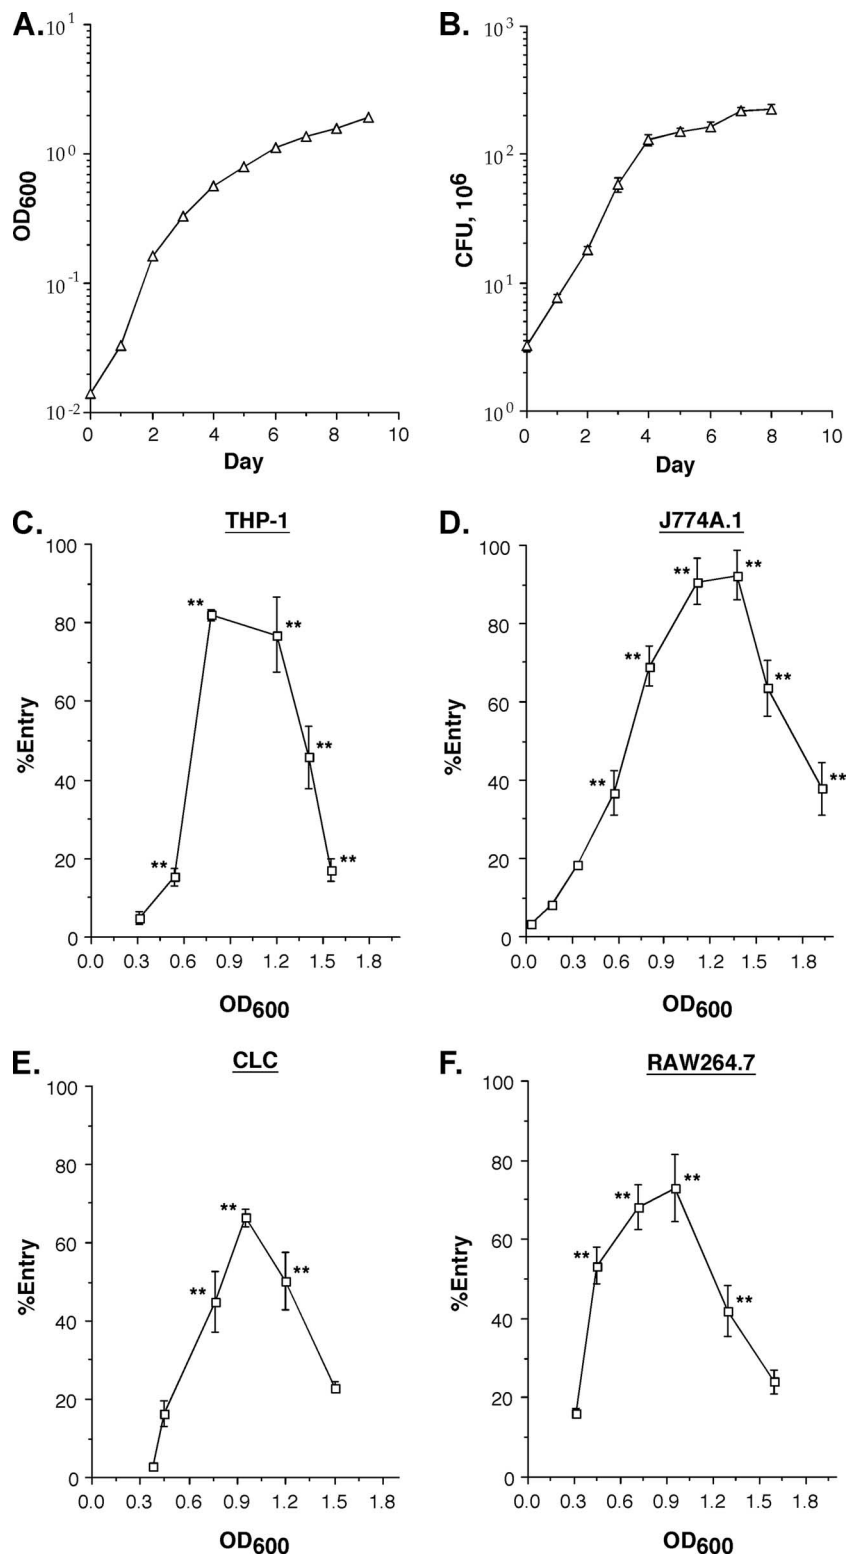 A.
10^1
10^0
10^-1
10^-2
OD600
0 2 4 6 8 10
Day
B.
10^3
10^2
10^1
10^0
CFU, 10^6
0 2 4 6 8 10
Day
C.
THP-1
100
80
60
40
20
0
%Entry
** ** ** ** **
0.0 0.3 0.6 0.9 1.2 1.5 1.8
OD600
D.
J774A.1
100
80
60
40
20
0
%Entry
** ** ** ** ** **
0.0 0.3 0.6 0.9 1.2 1.5 1.8
OD600
E.
CLC
100
80
60
40
20
0
%Entry
** ** **
0.0 0.3 0.6 0.9 1.2 1.5 1.8
OD600
F.
RAW264.7
100
80
60
40
20
0
%Entry
** ** ** **
0.0 0.3 0.6 0.9 1.2 1.5 1.8
OD600